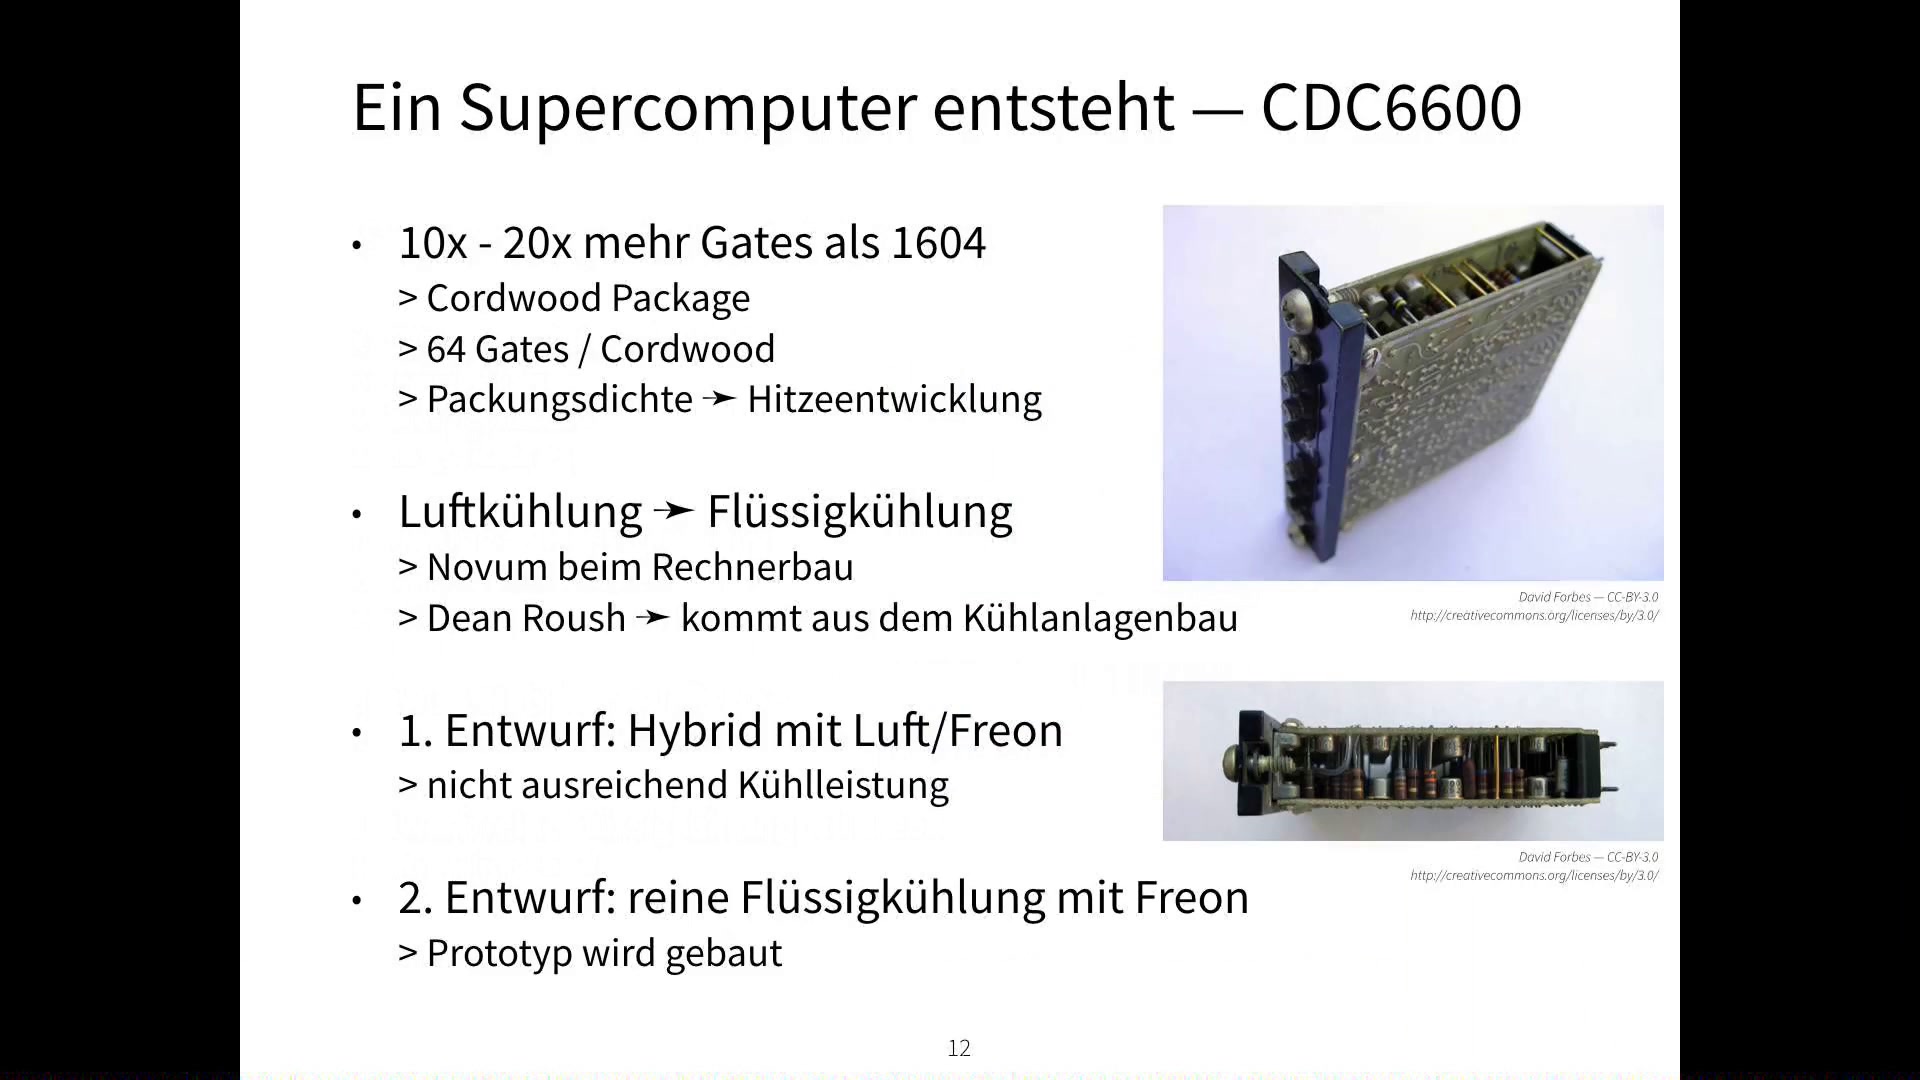 Ein Supercomputer entsteht — CDC6600
• 10x - 20x mehr Gates als 1604
> Cordwood Package
> 64 Gates / Cordwood
> Packungsdichte ➛ Hitzeentwicklung
• Luftkühlung ➛ Flüssigkühlung
> Novum beim Rechnerbau
> Dean Roush ➛ kommt aus dem Kühlanlagenbau
• 1. Entwurf: Hybrid mit Luft/Freon
> nicht ausreichend Kühlleistung
• 2. Entwurf: reine Flüssigkühlung mit Freon
> Prototyp wird gebaut
David Forbes — CC-BY-3.0
http://creativecommons.org/licenses/by/3.0/
David Forbes — CC-BY-3.0
http://creativecommons.org/licenses/by/3.0/
12